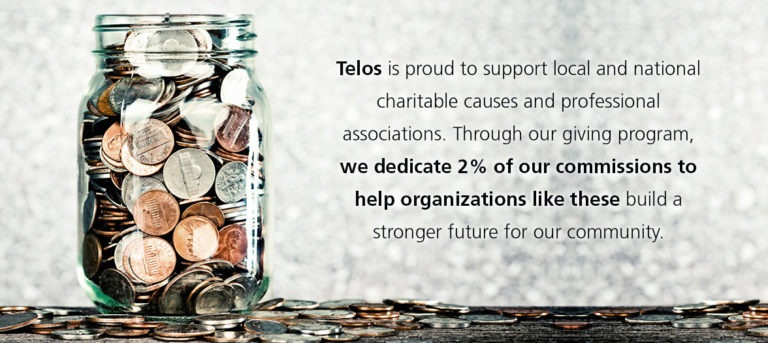 Telos is proud to support local and national
charitable causes and professional
associations. Through our giving program,
we dedicate 2% of our commissions to
help organizations like these build a
stronger future for our community.